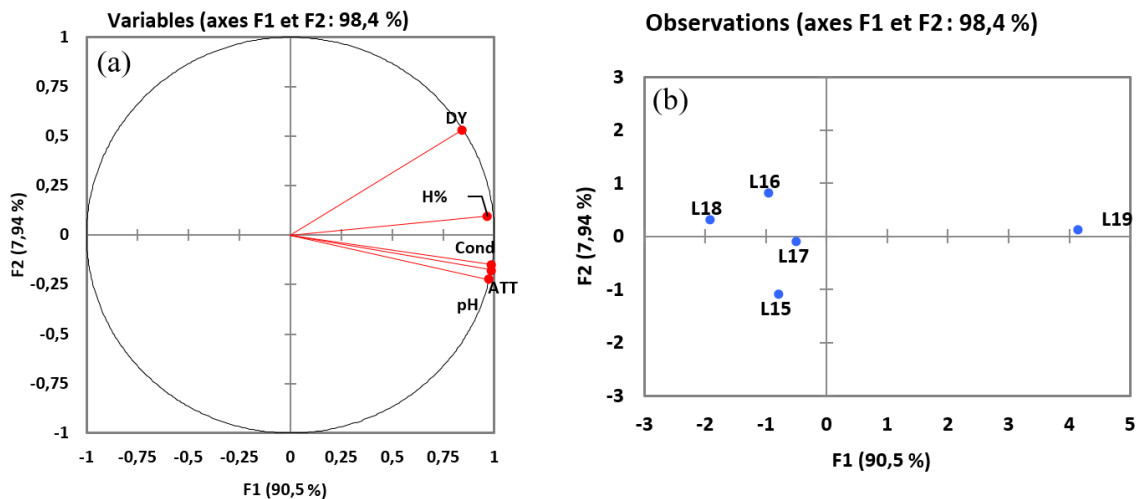 Variables (axes F1 et F2 : 98,4 %)
(a)
1
0,75
0,5
0,25
0
-0,25
-0,5
-0,75
-1
F2 (7,94 %)
DY
H%
Cond
ATT
pH
-1 -0,75 -0,5 -0,25 0 0,25 0,5 0,75 1
F1 (90,5 %)
Observations (axes F1 et F2 : 98,4 %)
(b)
3
2
1
0
-1
-2
-3
F2 (7,94 %)
L16
L18
L19
L17
L15
-3 -2 -1 0 1 2 3 4 5
F1 (90,5 %)